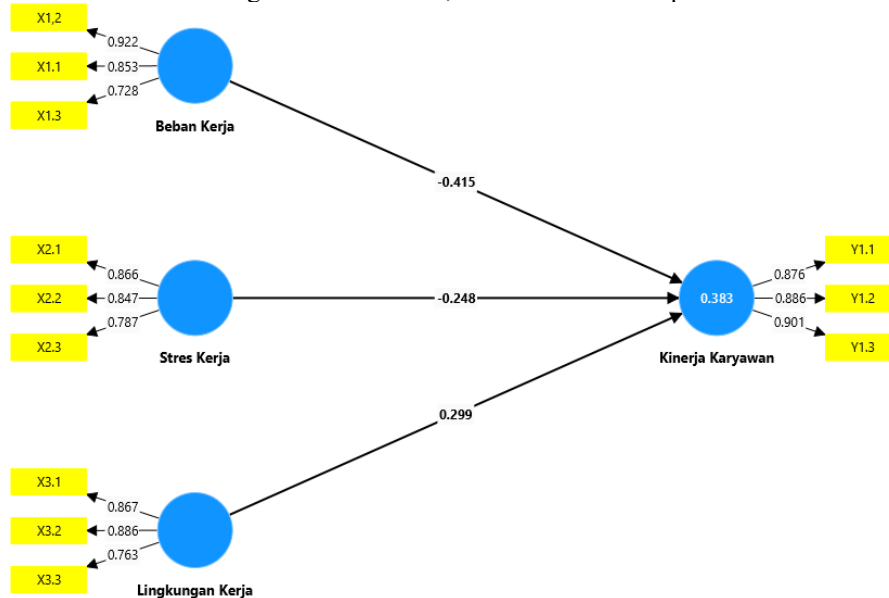 X1,2
0.922
X1.1
0.853
0.728
X1.3
Beban Kerja
-0.415
X2.1
0.866
X2.2
0.847
0.787
X2.3
Stres Kerja
-0.248
0.383
Kinerja Karyawan
Y1.1
0.876
0.886
Y1.2
0.901
Y1.3
0.299
X3.1
0.867
X3.2
0.886
0.763
X3.3
Lingkungan Kerja